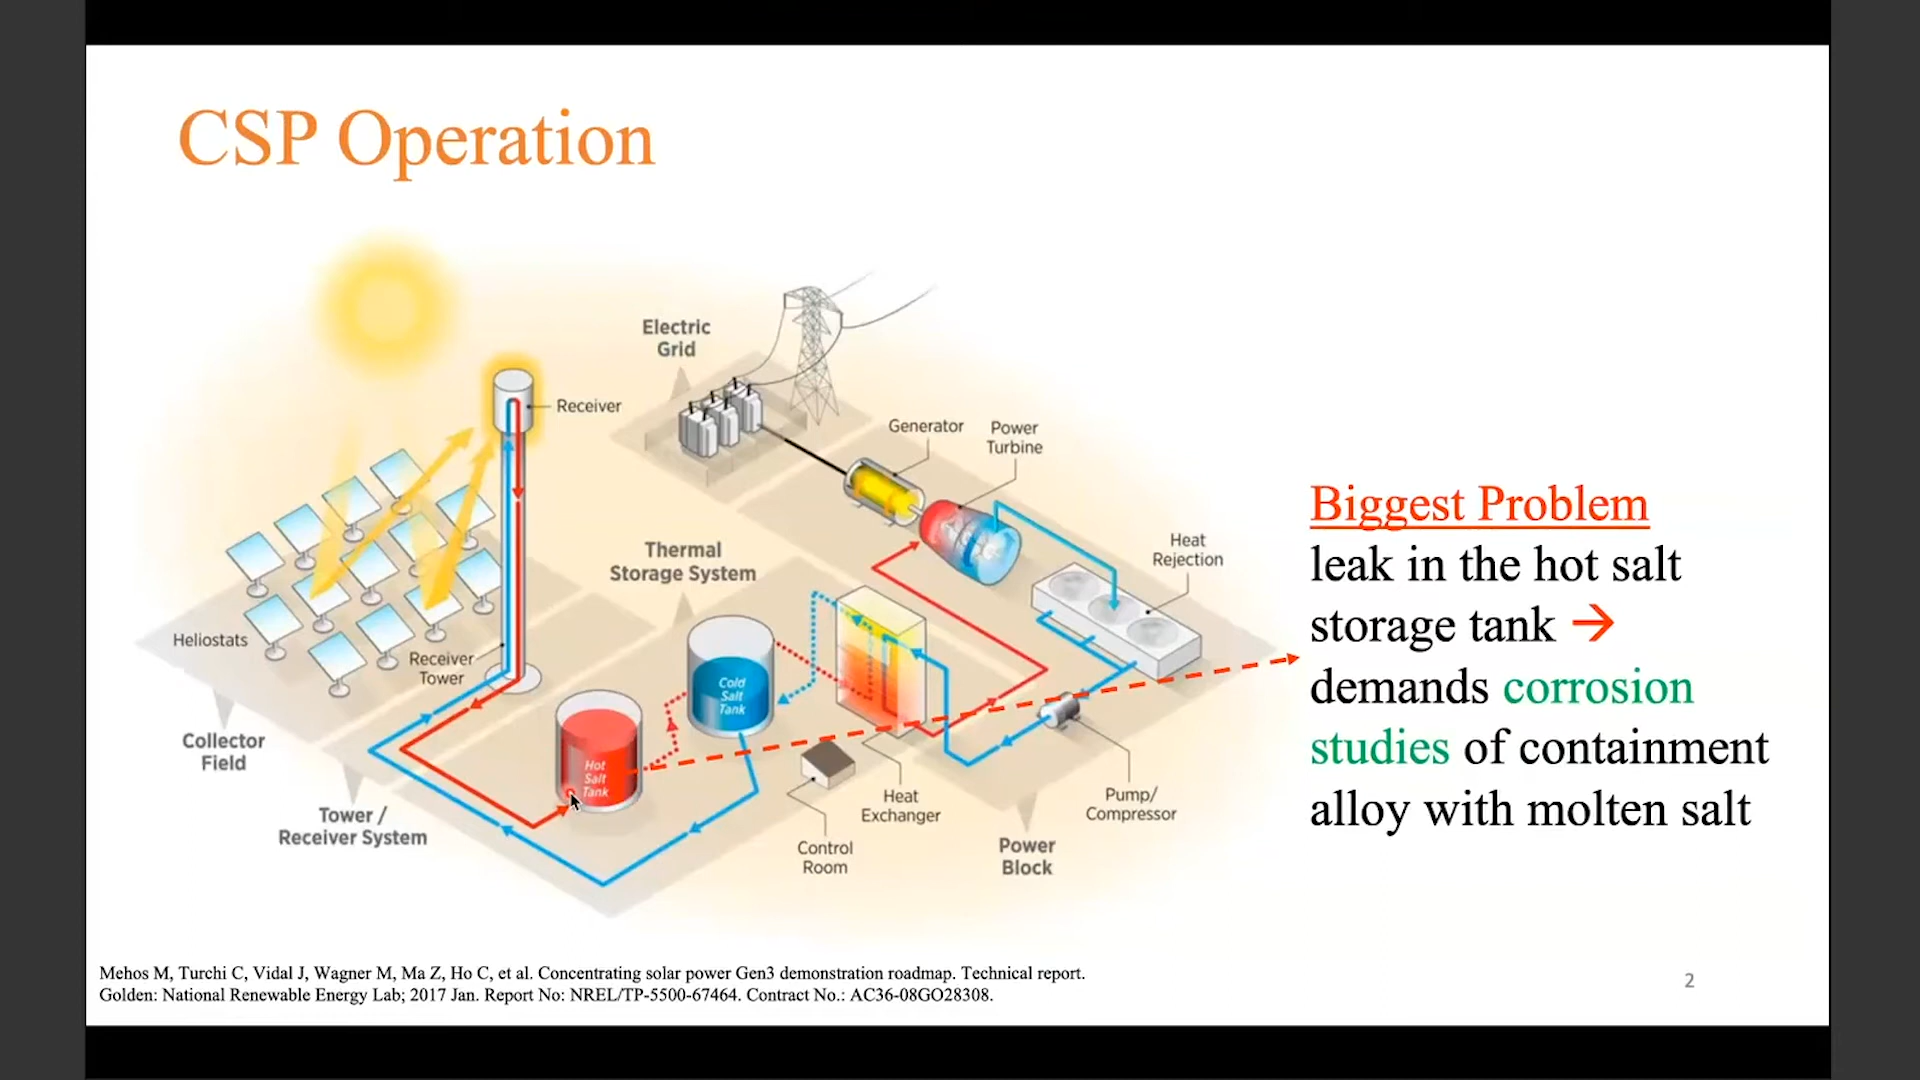 CSP Operation
Electric
Grid
Receiver
Generator
Power
Turbine
Heat
Rejection
Thermal
Storage System
Heliostats
Receiver
Tower
Cold
Salt
Tank
Hot
Salt
Tank
Collector
Field
Tower /
Receiver System
Heat
Exchanger
Control
Room
Pump/
Compressor
Power
Block
Biggest Problem
leak in the hot salt
storage tank →
demands corrosion
studies of containment
alloy with molten salt
Mehos M, Turchi C, Vidal J, Wagner M, Ma Z, Ho C, et al. Concentrating solar power Gen3 demonstration roadmap. Technical report.
Golden: National Renewable Energy Lab; 2017 Jan. Report No: NREL/TP-5500-67464. Contract No.: AC36-08GO28308.
2